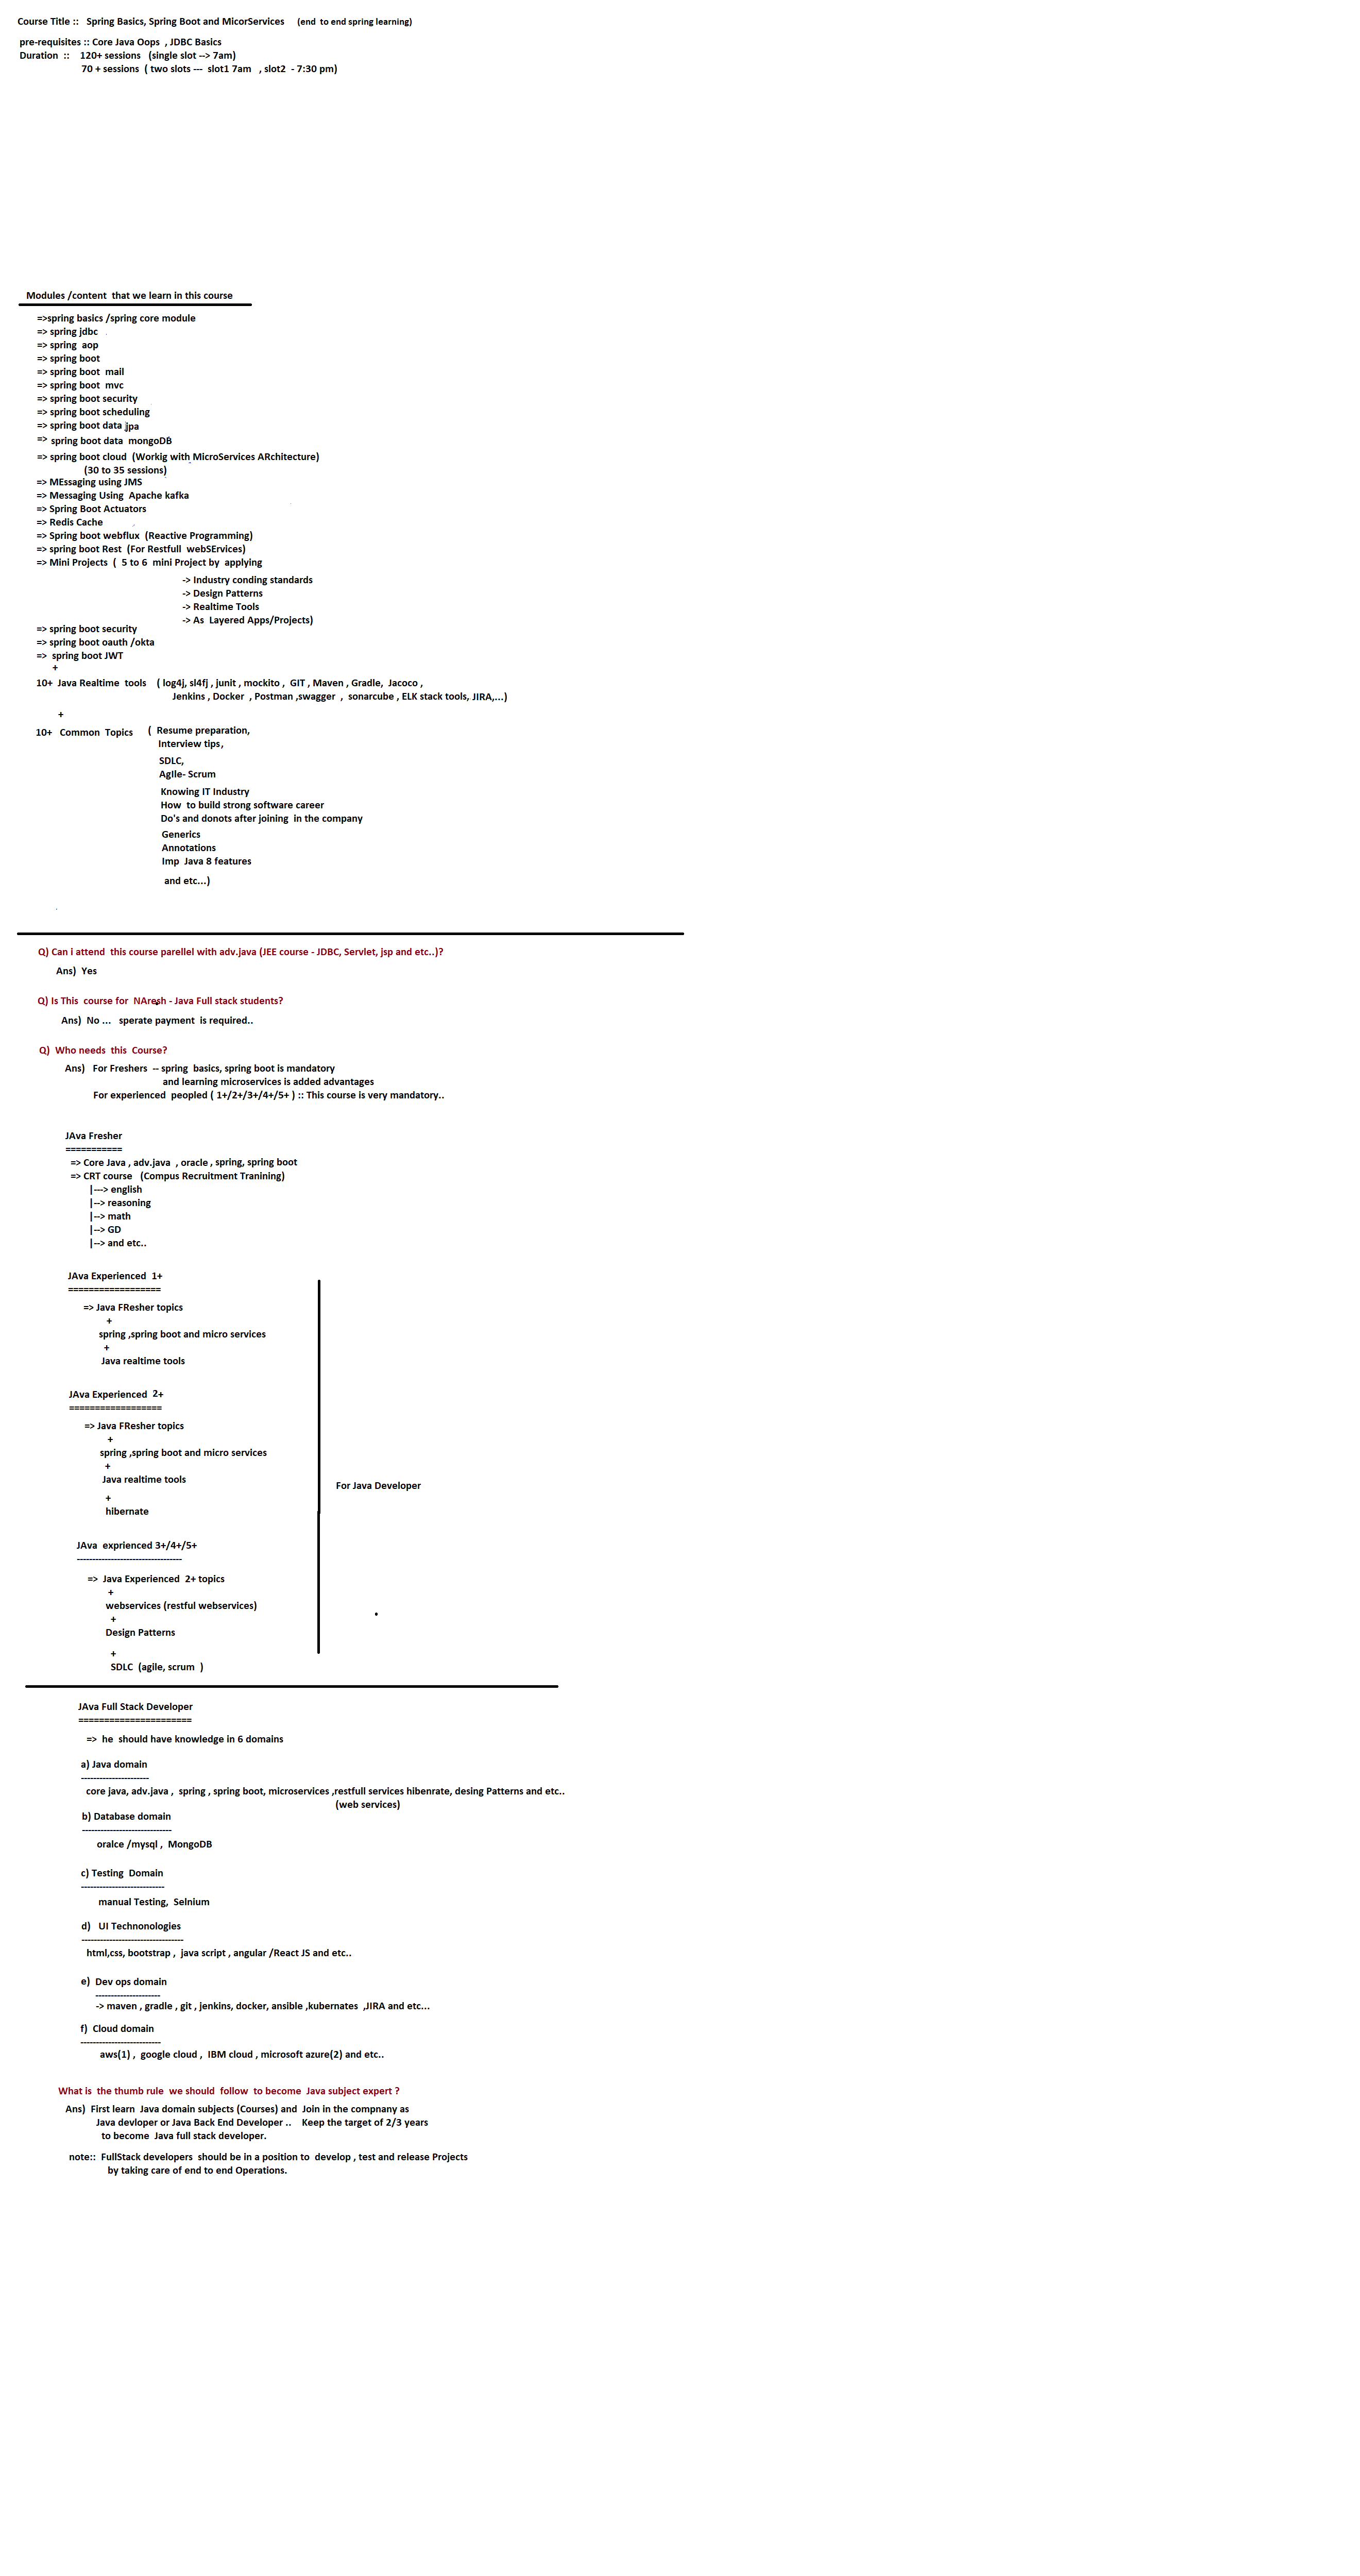 Course Title :: Spring Basics, Spring Boot and MicorServices (end to end spring learning)
pre-requisites :: Core Java Oops , JDBC Basics
Duration :: 120+ sessions (single slot --> 7am)
70 + sessions ( two slots --- slot1 7am , slot2 - 7:30 pm)
Modules /content that we learn in this course
=>spring basics /spring core module
=> spring jdbc
=> spring aop
=> spring boot
=> spring boot mail
=> spring boot mvc
=> spring boot security
=> spring boot scheduling
=> spring boot data jpa
=> spring boot data mongoDB
=> spring boot cloud (Workig with MicroServices ARchitecture)
(30 to 35 sessions)
=> MEssaging using JMS
=> Messaging Using Apache kafka
=> Spring Boot Actuators
=> Redis Cache
=> Spring boot webflux (Reactive Programming)
=> spring boot Rest (For Restfull webSErvices)
=> Mini Projects ( 5 to 6 mini Project by applying
-> Industry conding standards
-> Design Patterns
-> Realtime Tools
-> As Layered Apps/Projects)
=> spring boot security
=> spring boot oauth /okta
=> spring boot JWT
+
10+ Java Realtime tools ( log4j, sl4fj , junit , mockito , GIT , Maven , Gradle, Jacoco ,
Jenkins , Docker , Postman ,swagger , sonarcube , ELK stack tools, JIRA,...)
+
10+ Common Topics ( Resume preparation,
Interview tips,
SDLC,
AgIle- Scrum
Knowing IT Industry
How to build strong software career
Do's and donots after joining in the company
Generics
Annotations
Imp Java 8 features
and etc...)
Q) Can i attend this course parellel with adv.java (JEE course - JDBC, Servlet, jsp and etc..)?
Ans) Yes
Q) Is This course for NAresh - Java Full stack students?
Ans) No ... sperate payment is required..
Q) Who needs this Course?
Ans) For Freshers -- spring basics, spring boot is mandatory
and learning microservices is added advantages
For experienced peopled ( 1+/2+/3+/4+/5+ ) :: This course is very mandatory..
JAva Fresher
===========
=> Core Java , adv.java , oracle , spring, spring boot
=> CRT course (Compus Recruitment Tranining)
|---> english
|--> reasoning
|--> math
|--> GD
|--> and etc..
JAva Experienced 1+
==================
=> Java FResher topics
+
spring ,spring boot and micro services
+
Java realtime tools
JAva Experienced 2+
==================
=> Java FResher topics
+
spring ,spring boot and micro services
+
Java realtime tools
For Java Developer
+
hibernate
JAva exprienced 3+/4+/5+
----------------------------------
=> Java Experienced 2+ topics
+
webservices (restful webservices)
+
Design Patterns
+
SDLC (agile, scrum )
JAva Full Stack Developer
======================
=> he should have knowledge in 6 domains
a) Java domain
----------------------
core java, adv.java , spring , spring boot, microservices ,restfull services hibenrate, desing Patterns and etc..
(web services)
b) Database domain
-----------------------------
oralce /mysql , MongoDB
c) Testing Domain
---------------------------
manual Testing, Selnium
d) UI Technonologies
---------------------------------
html,css, bootstrap , java script , angular /React JS and etc..
e) Dev ops domain
---------------------
-> maven , gradle , git , jenkins, docker, ansible ,kubernates ,JIRA and etc...
f) Cloud domain
--------------------------
aws(1) , google cloud , IBM cloud , microsoft azure(2) and etc..
What is the thumb rule we should follow to become Java subject expert ?
Ans) First learn Java domain subjects (Courses) and Join in the compnany as
Java devloper or Java Back End Developer .. Keep the target of 2/3 years
to become Java full stack developer.
note:: FullStack developers should be in a position to develop , test and release Projects
by taking care of end to end Operations.